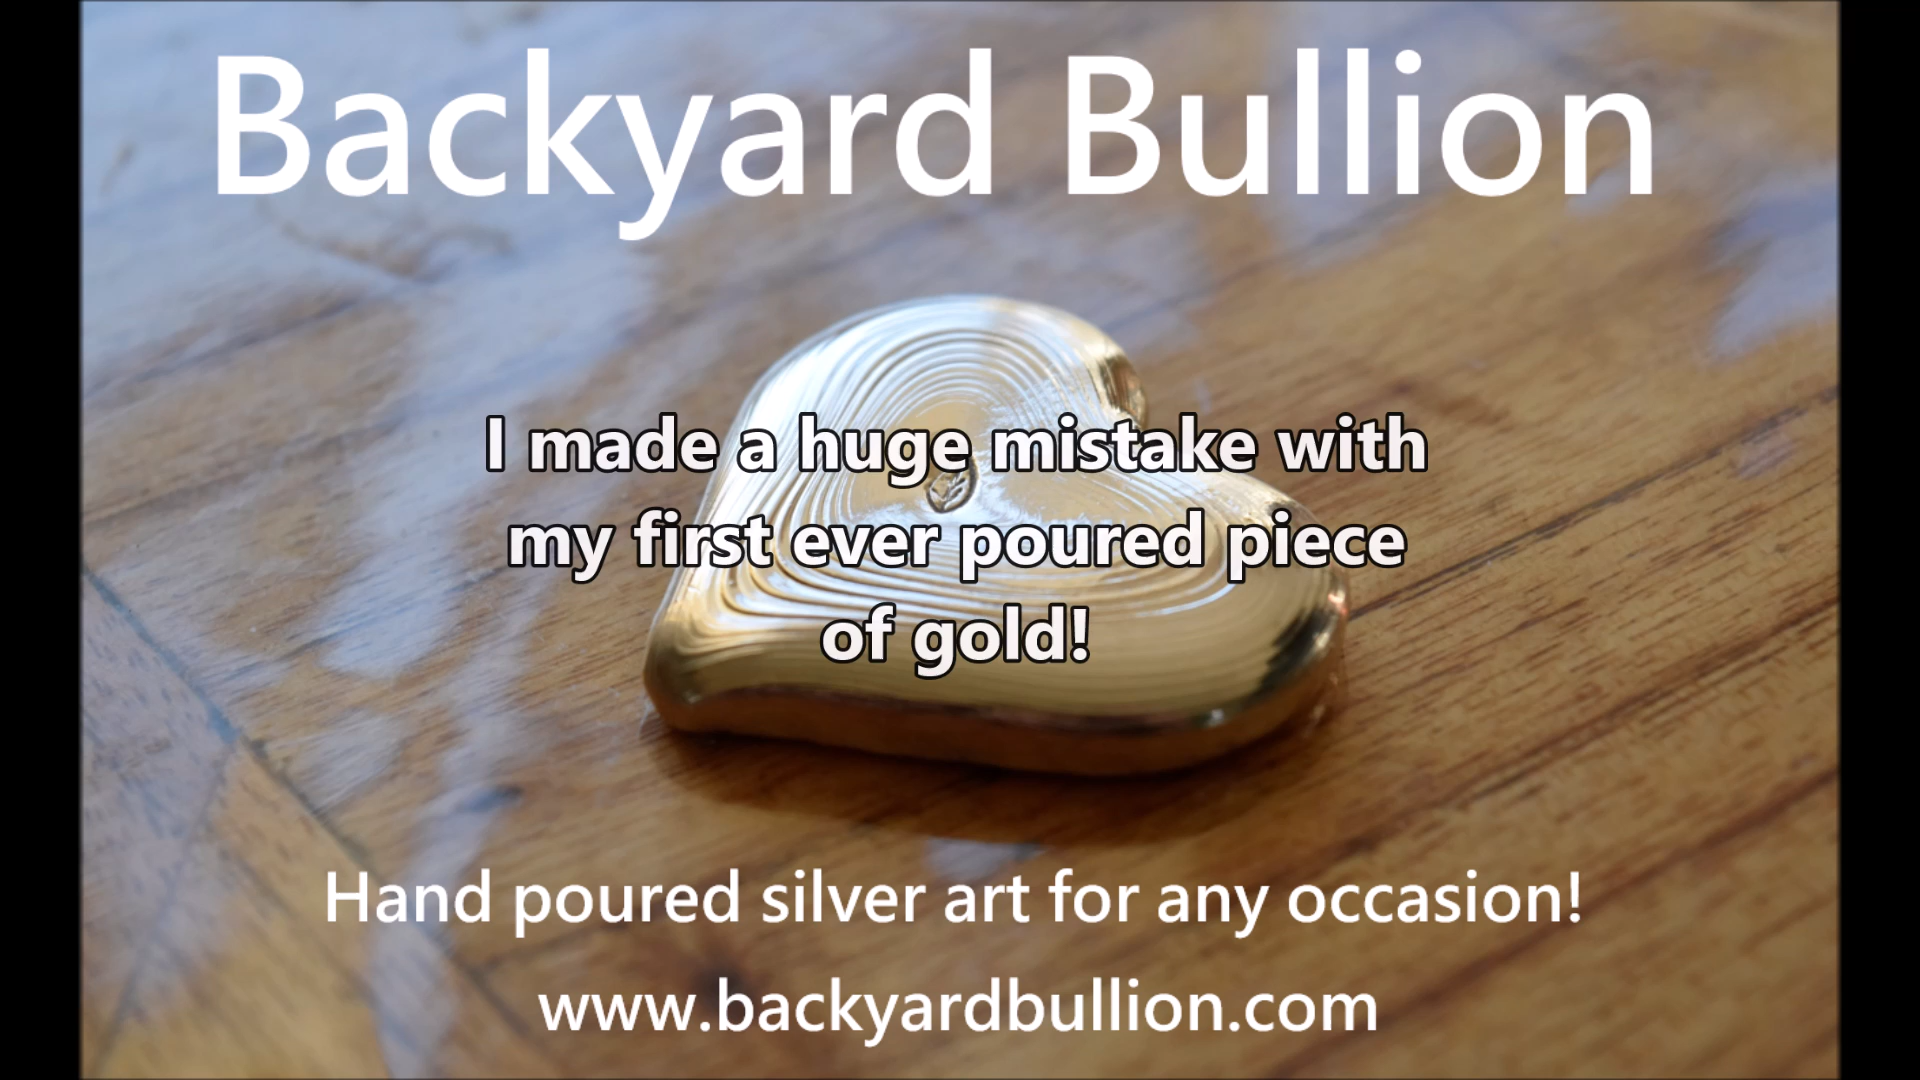 Backyard Bullion
I made a huge mistake with
my first ever poured piece
of gold!
Hand poured silver art for any occasion!
www.backyardbullion.com